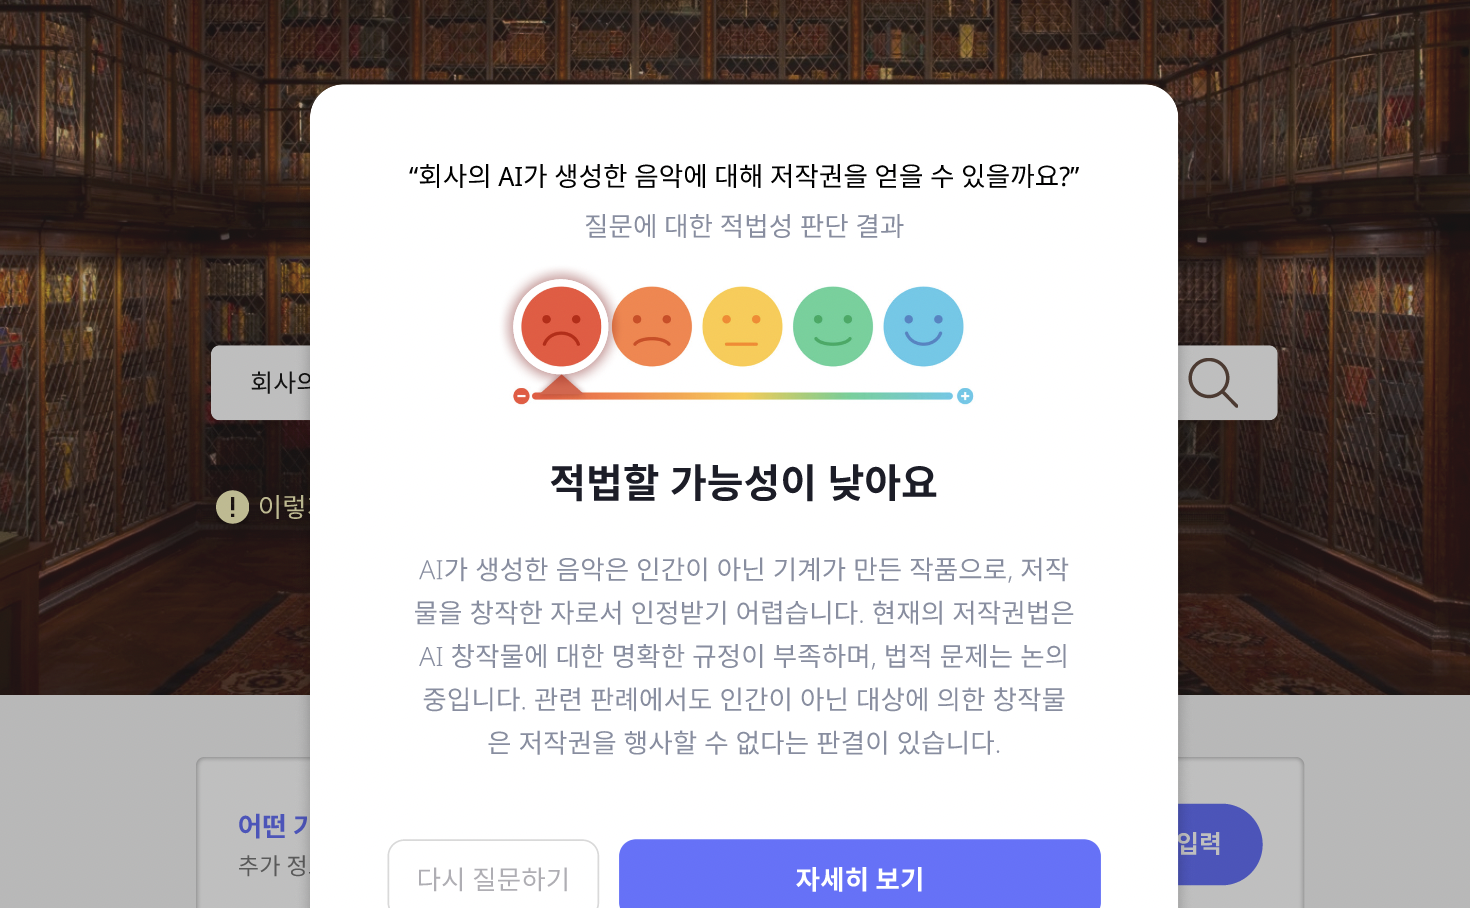 “회사의 AI가 생성한 음악에 대해 저작권을 얻을 수 있을까요?”
질문에 대한 적법성 판단 결과
회사의
적법할 가능성이 낮아요
AI가 생성한 음악은 인간이 아닌 기계가 만든 작품으로, 저작
물을 창작한 자로서 인정받기 어렵습니다. 현재의 저작권법은
AI 창작물에 대한 명확한 규정이 부족하며, 법적 문제는 논의
중입니다. 관련 판례에서도 인간이 아닌 대상에 의한 창작물
은 저작권을 행사할 수 없다는 판결이 있습니다.
어떤
추가
입력
다시 질문하기
자세히 보기